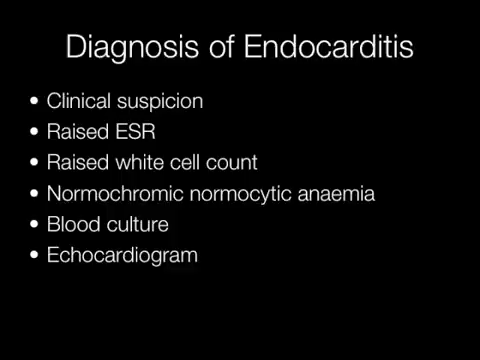 Diagnosis of Endocarditis
• Clinical suspicion
• Raised ESR
• Raised white cell count
• Normochromic normocytic anaemia
• Blood culture
• Echocardiogram